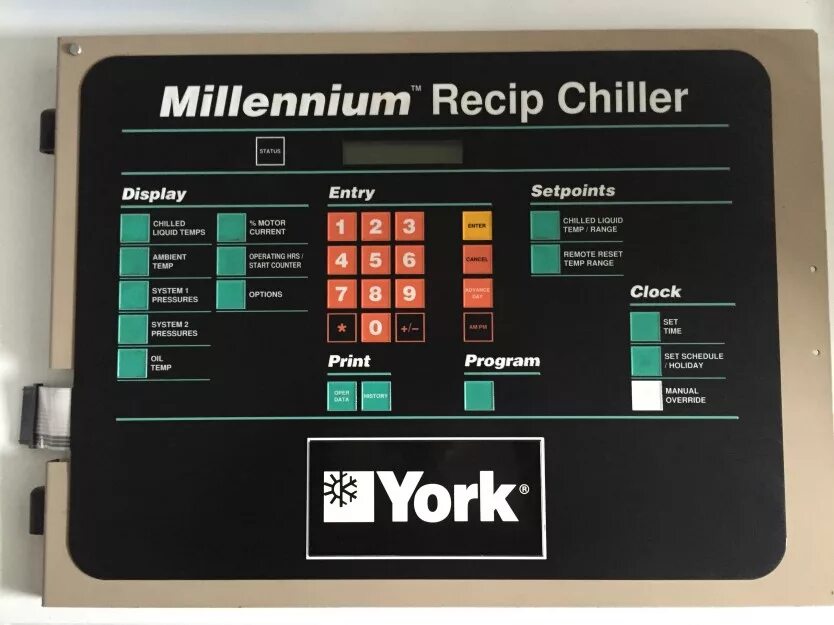 Millennium™ Recip Chiller
STATUS
Display
CHILLED
LIQUID TEMPS
AMBIENT
TEMP
SYSTEM 1
PRESSURES
SYSTEM 2
PRESSURES
OIL
TEMP
% MOTOR
CURRENT
OPERATING HRS /
START COUNTER
OPTIONS
Entry
1 2 3
4 5 6
7 8 9
* 0 +/−
ENTER
CANCEL
ADVANCE
DAY
AM/PM
Print
OPER
DATA
HISTORY
Program
Setpoints
CHILLED LIQUID
TEMP / RANGE
REMOTE RESET
TEMP RANGE
Clock
SET
TIME
SET SCHEDULE
/ HOLIDAY
MANUAL
OVERRIDE
York®